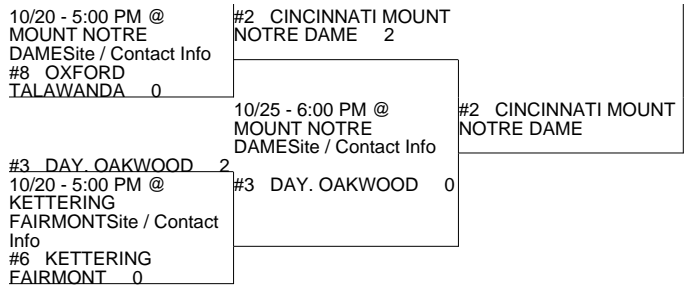 10/20 - 5:00 PM @
MOUNT NOTRE
DAMESite / Contact Info
#8 OXFORD
TALAWANDA 0
#2 CINCINNATI MOUNT
NOTRE DAME 2
10/25 - 6:00 PM @
MOUNT NOTRE
DAMESite / Contact Info
#2 CINCINNATI MOUNT
NOTRE DAME
#3 DAY. OAKWOOD 2
10/20 - 5:00 PM @
KETTERING
FAIRMONTSite / Contact
Info
#6 KETTERING
FAIRMONT 0
#3 DAY. OAKWOOD 0